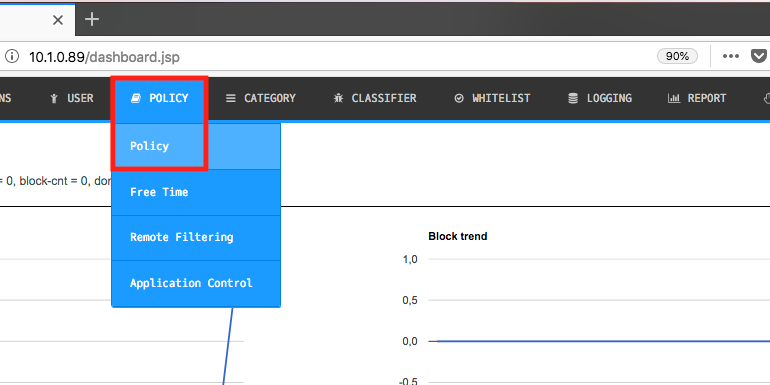 10.1.0.89/dashboard.jsp 90%
NS USER POLICY CATEGORY CLASSIFIER WHITELIST LOGGING REPORT
Policy
= 0, block-cnt = 0, dor
Free Time
Remote Filtering
Application Control
Block trend
1,0
0,5
0,0
-0.5